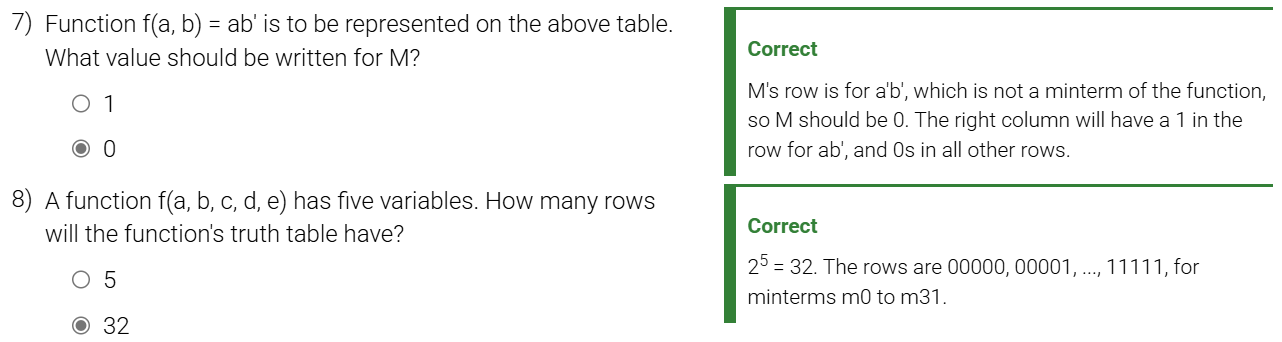 7) Function f(a, b) = ab' is to be represented on the above table.
What value should be written for M?
1
0
Correct
M's row is for a'b', which is not a minterm of the function,
so M should be 0. The right column will have a 1 in the
row for ab', and 0s in all other rows.
8) A function f(a, b, c, d, e) has five variables. How many rows
will the function's truth table have?
5
32
Correct
2⁵ = 32. The rows are 00000, 00001, ..., 11111, for
minterms m0 to m31.